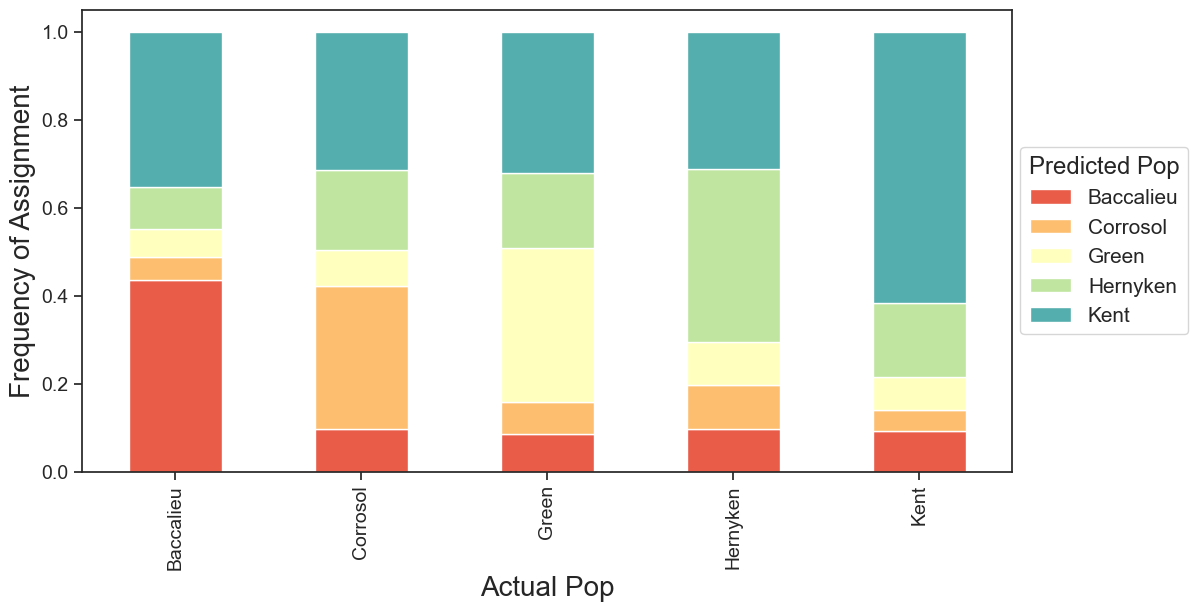 1.0
0.8
0.6
0.4
0.2
0.0
Frequency of Assignment
Baccalieu
Corrosol
Green
Hernyken
Kent
Actual Pop
Predicted Pop
Baccalieu
Corrosol
Green
Hernyken
Kent